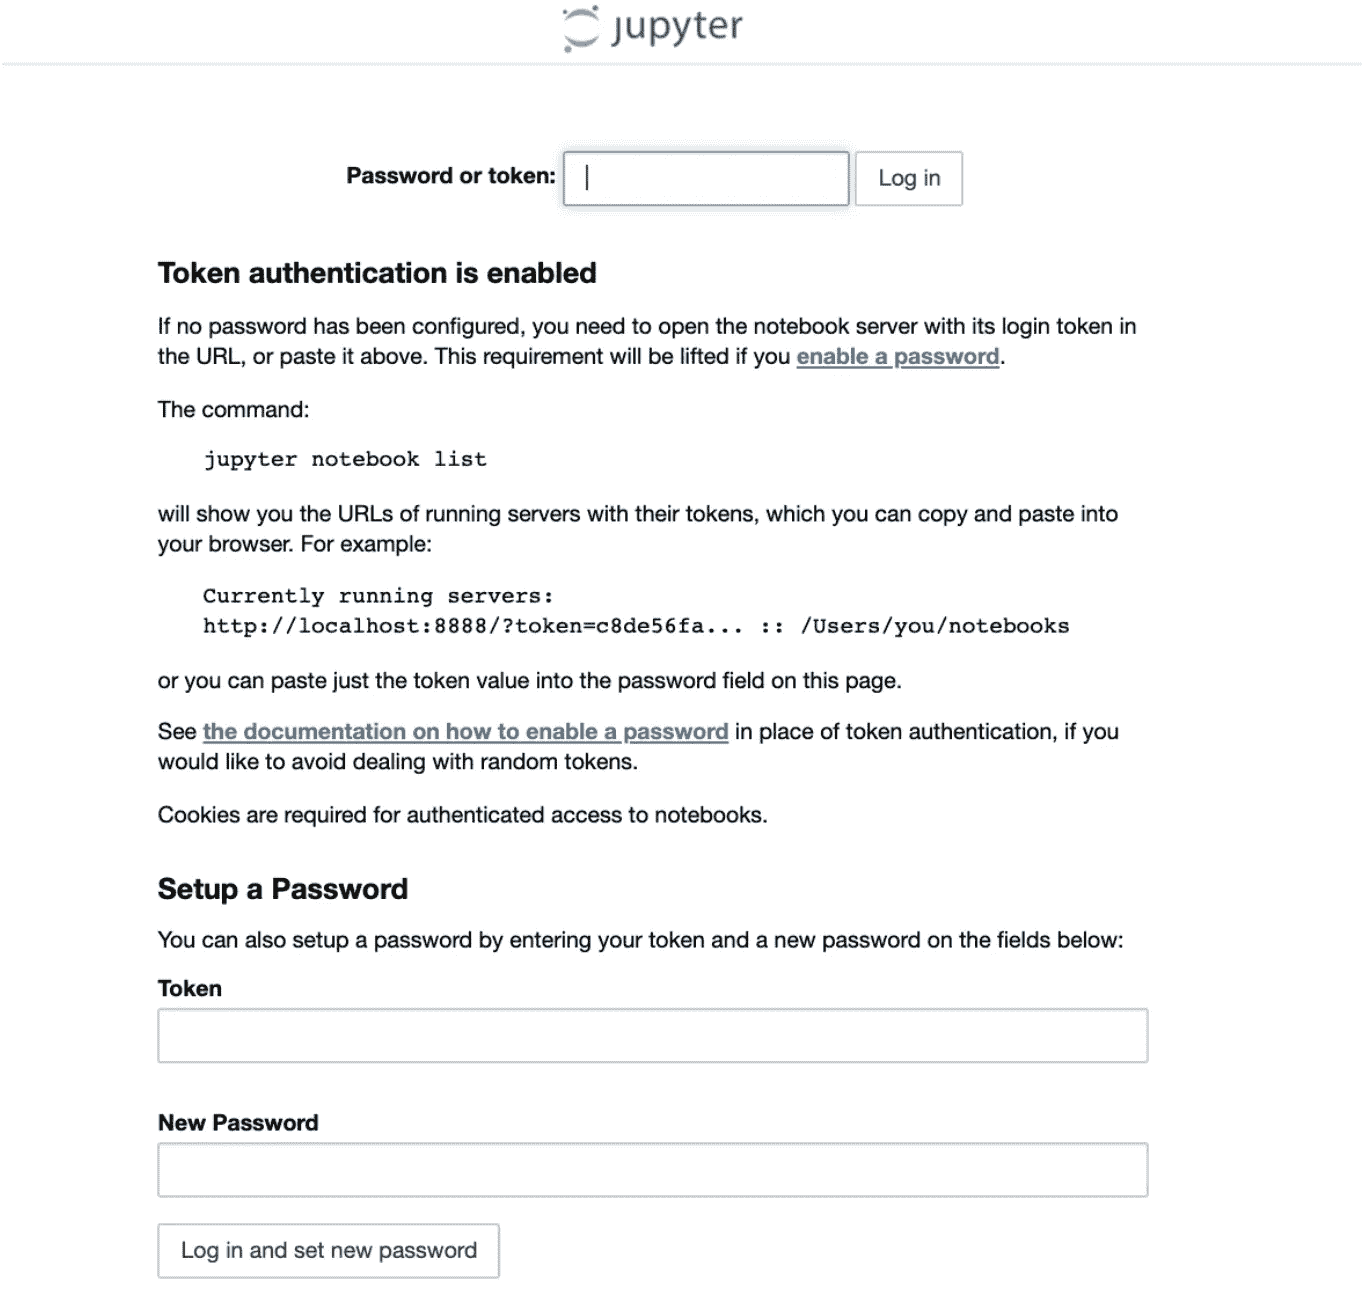 jupyter
Password or token:
Log in
Token authentication is enabled
If no password has been configured, you need to open the notebook server with its login token in
the URL, or paste it above. This requirement will be lifted if you enable a password.
The command:
jupyter notebook list
will show you the URLs of running servers with their tokens, which you can copy and paste into
your browser. For example:
Currently running servers:
http://localhost:8888/?token=c8de56fa... :: /Users/you/notebooks
or you can paste just the token value into the password field on this page.
See the documentation on how to enable a password in place of token authentication, if you
would like to avoid dealing with random tokens.
Cookies are required for authenticated access to notebooks.
Setup a Password
You can also setup a password by entering your token and a new password on the fields below:
Token
New Password
Log in and set new password